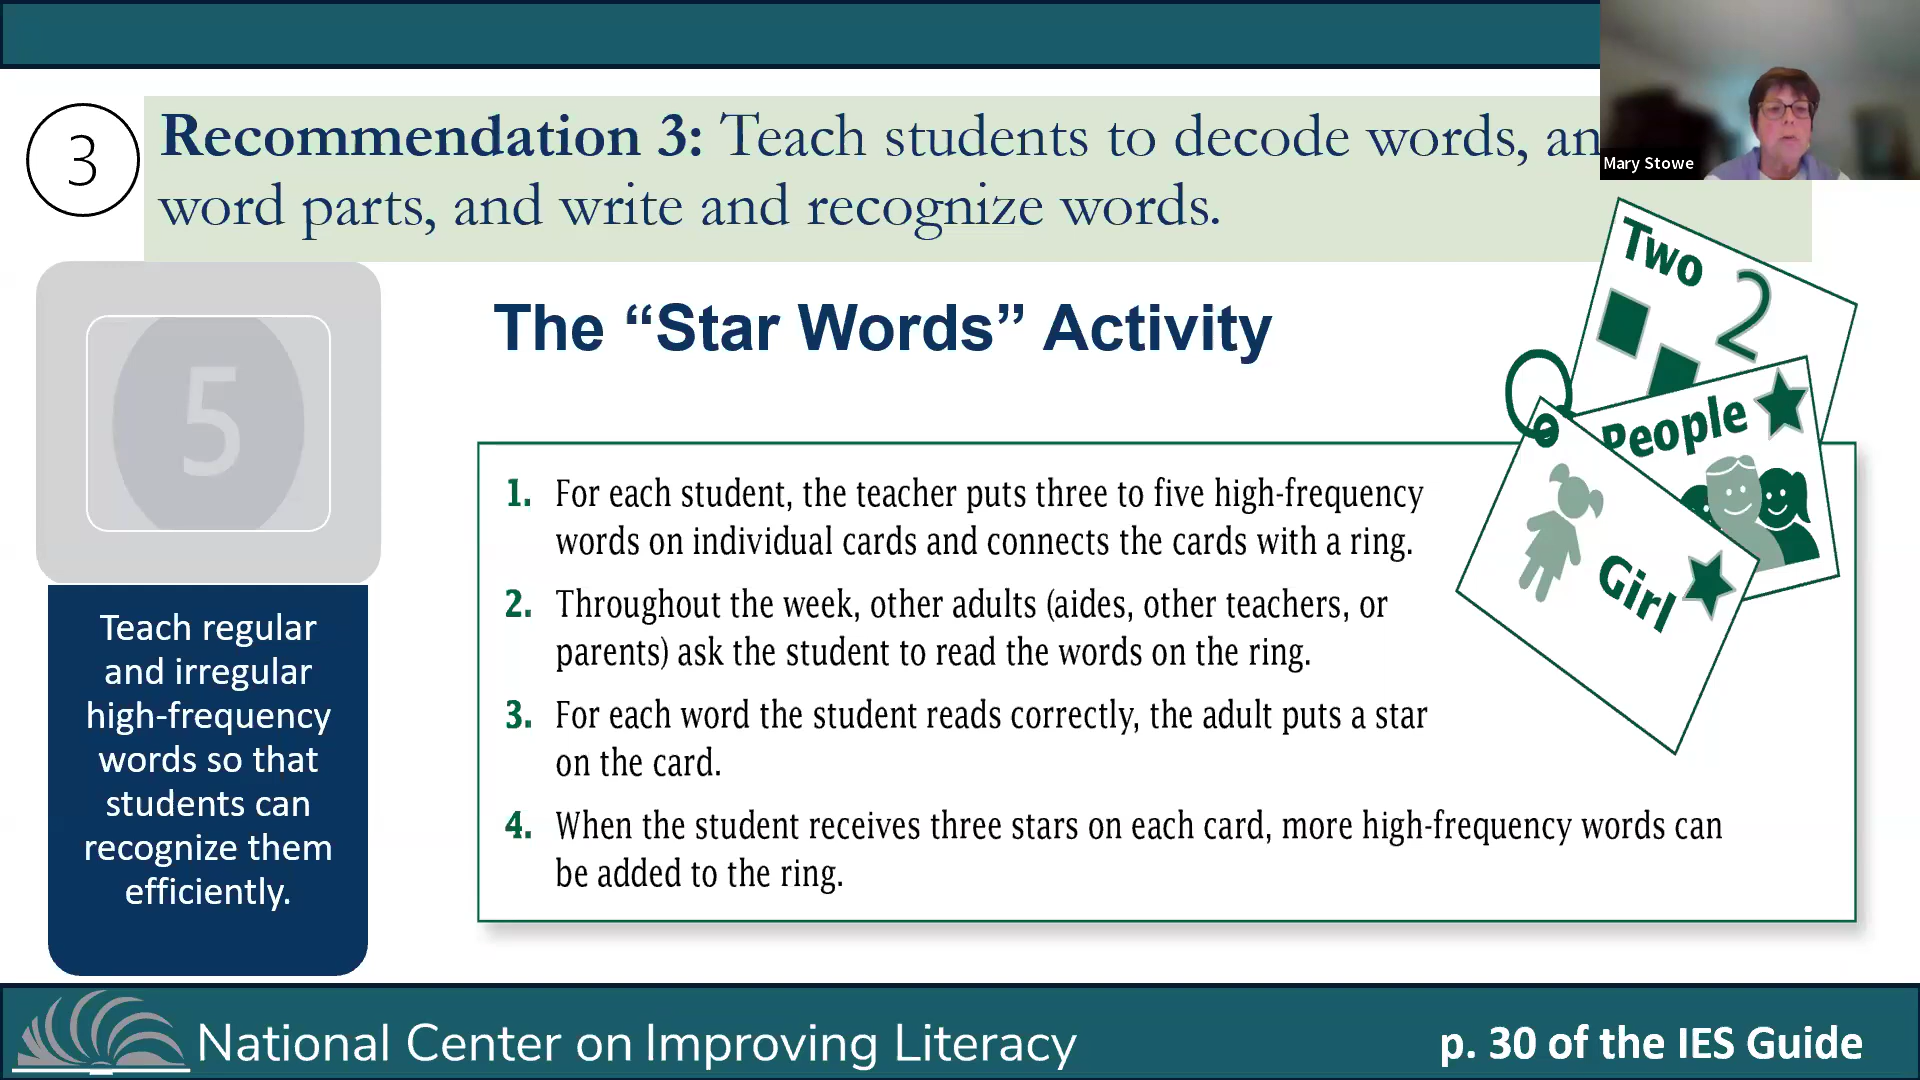 3
Recommendation 3: Teach students to decode words, an
word parts, and write and recognize words.
Mary Stowe
5
Teach regular
and irregular
high-frequency
words so that
students can
recognize them
efficiently.
The “Star Words” Activity
Two 2
People
Girl
1. For each student, the teacher puts three to five high-frequency
words on individual cards and connects the cards with a ring.
2. Throughout the week, other adults (aides, other teachers, or
parents) ask the student to read the words on the ring.
3. For each word the student reads correctly, the adult puts a star
on the card.
4. When the student receives three stars on each card, more high-frequency words can
be added to the ring.
National Center on Improving Literacy
p. 30 of the IES Guide